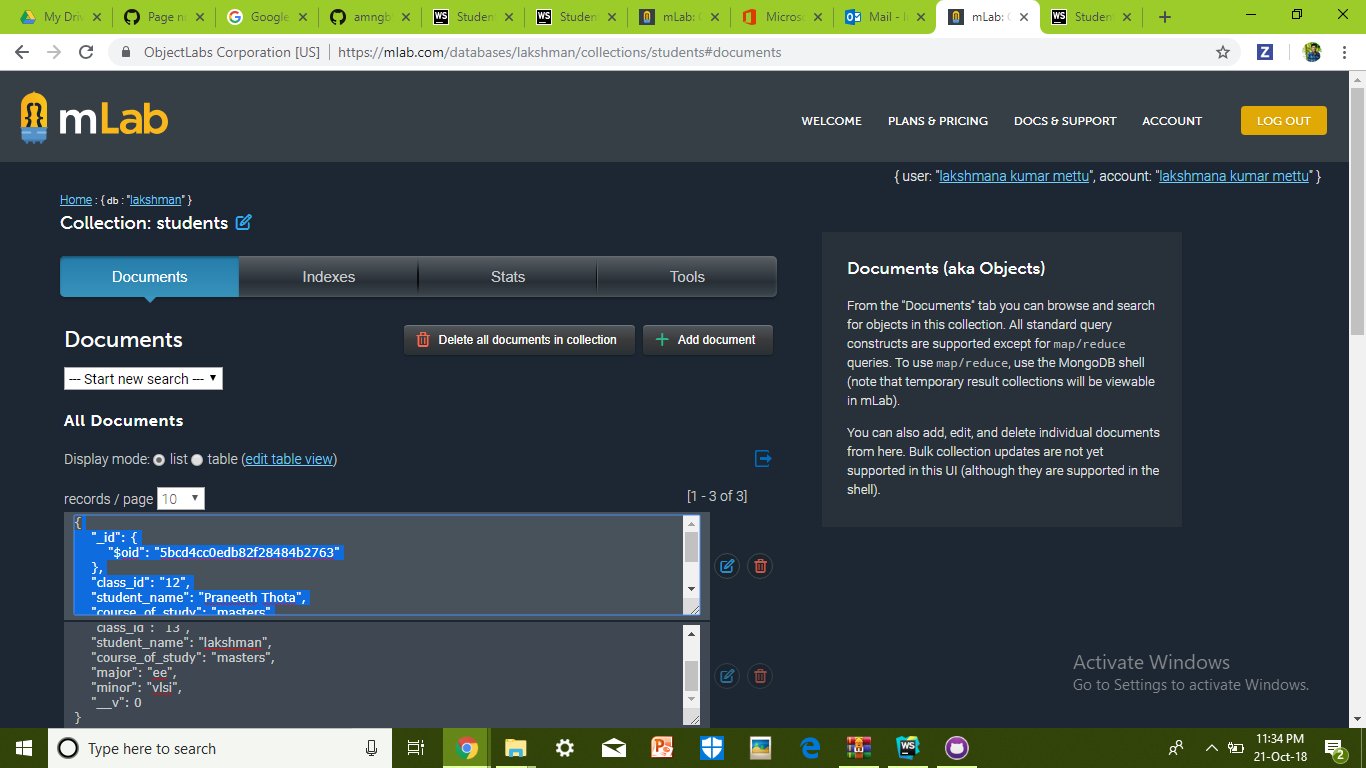 My Driv
Page no
Google
amngb
Studen
Studen
mLab: C
Microso
Mail - l
mLab: C
Studen
ObjectLabs Corporation [US] | https://mlab.com/databases/lakshman/collections/students#documents
Z
mLab
WELCOME PLANS & PRICING DOCS & SUPPORT ACCOUNT LOG OUT
{ user: "lakshmana kumar mettu", account: "lakshmana kumar mettu" }
Home : { db : "lakshman" }
Collection: students
Documents Indexes Stats Tools
Documents
Delete all documents in collection
Add document
--- Start new search ---
All Documents
Display mode: list table (edit table view)
records / page 10
[1 - 3 of 3]
{
"_id": {
"$oid": "5bcd4cc0edb82f28484b2763"
},
"class_id": "12",
"student_name": "Praneeth Thota",
"course_of_study": "masters"
"class_id": "13",
"student_name": "lakshman",
"course_of_study": "masters",
"major": "ee",
"minor": "vlsi",
"__v": 0
}
Documents (aka Objects)
From the "Documents" tab you can browse and search
for objects in this collection. All standard query
constructs are supported except for map/reduce
queries. To use map/reduce, use the MongoDB shell
(note that temporary result collections will be viewable
in mLab).
You can also add, edit, and delete individual documents
from here. Bulk collection updates are not yet
supported in this UI (although they are supported in the
shell).
Activate Windows
Go to Settings to activate Windows.
Type here to search
11:34 PM
21-Oct-18
2